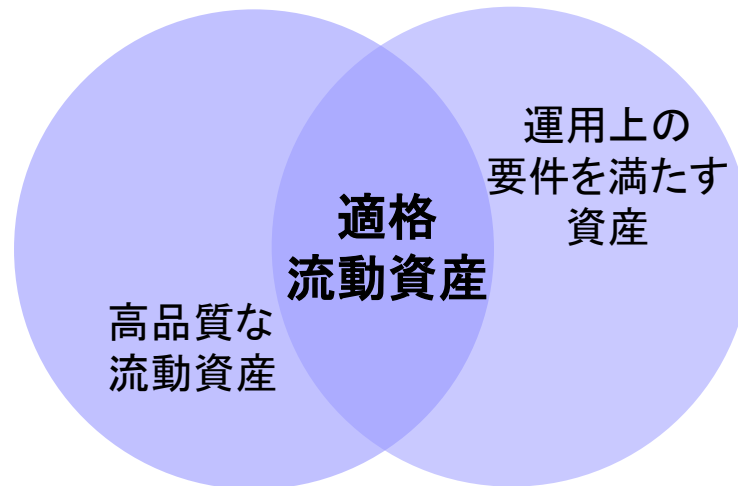 高品質な
流動資産
適格
流動資産
運用上の
要件を満たす
資産